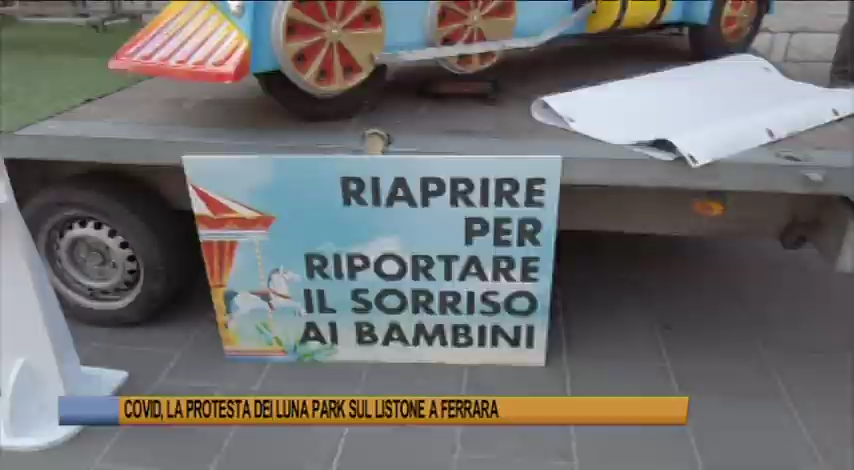 RIAPRIRE
PER
RIPORTARE
IL SORRISO
AI BAMBINI
COVID, LA PROTESTA DEI LUNA PARK SUL LISTONE A FERRARA